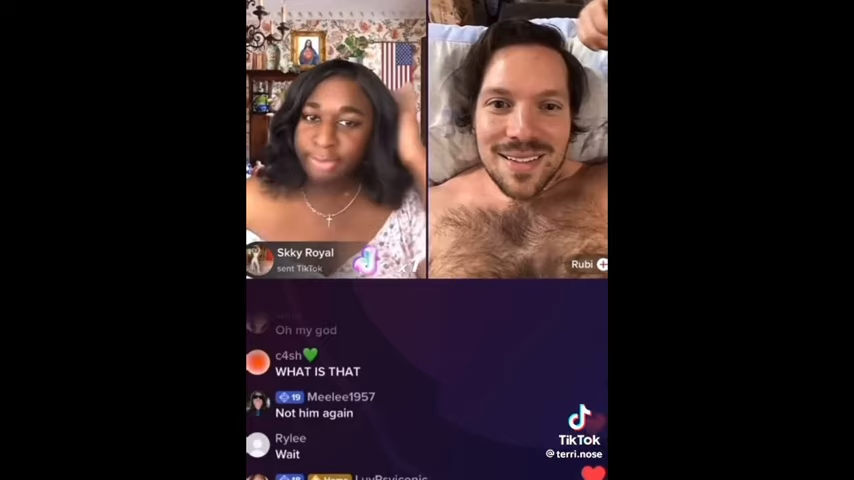 Skky Royal
sent TikTok
x 1
Rubi
Oh my god
c4sh💚
WHAT IS THAT
19 Meelee1957
Not him again
Rylee
Wait
TikTok
@terri.nose